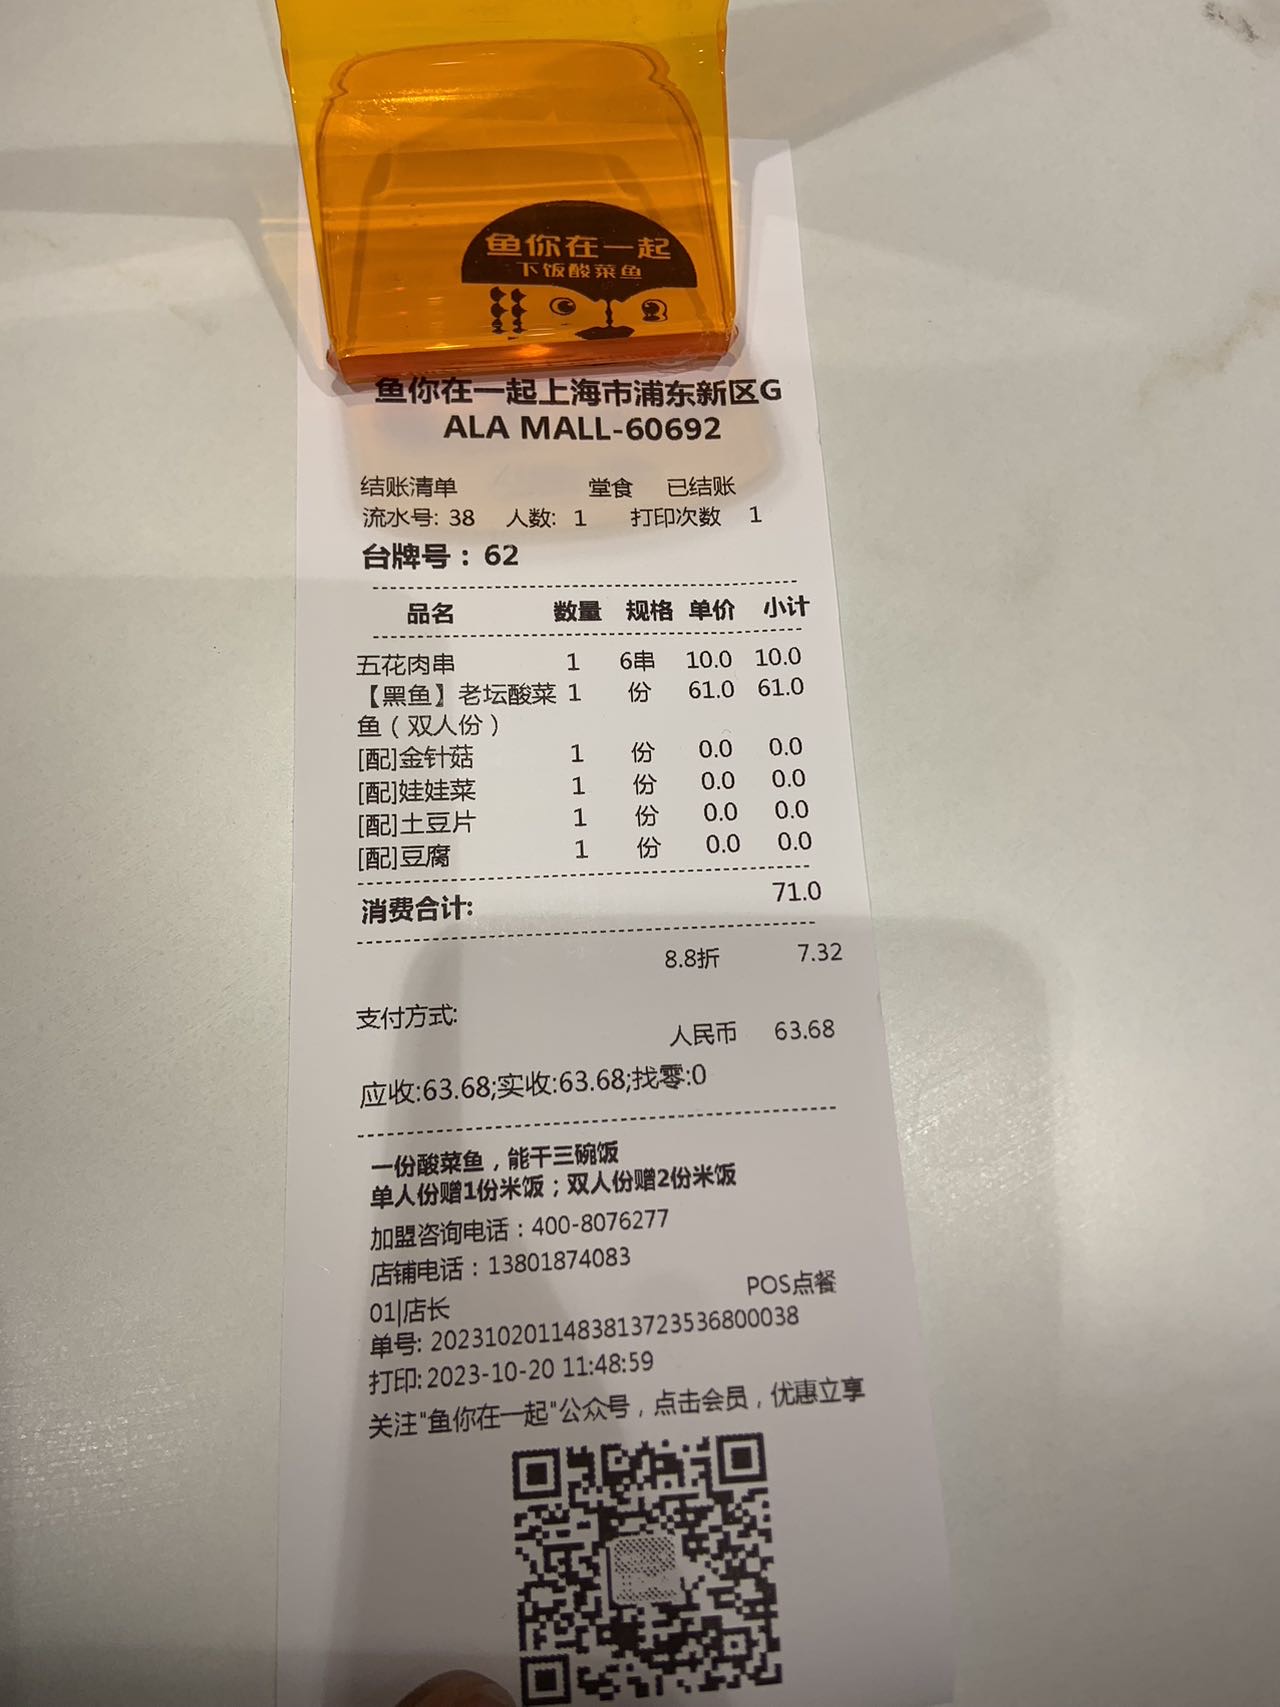 鱼你在一起
下饭酸菜鱼
鱼你在一起上海市浦东新区G
ALA MALL-60692
结账清单 堂食 已结账
流水号: 38 人数: 1 打印次数 1
台牌号：62
品名 数量 规格 单价 小计
五花肉串 1 6串 10.0 10.0
【黑鱼】老坛酸菜 1 份 61.0 61.0
鱼（双人份）
[配]金针菇 1 份 0.0 0.0
[配]娃娃菜 1 份 0.0 0.0
[配]土豆片 1 份 0.0 0.0
[配]豆腐 1 份 0.0 0.0
消费合计: 71.0
8.8折 7.32
支付方式:
人民币 63.68
应收:63.68;实收:63.68;找零:0
一份酸菜鱼，能干三碗饭
单人份赠1份米饭；双人份赠2份米饭
加盟咨询电话：400-8076277
店铺电话：13801874083
01|店长 POS点餐
单号: 2023102011483813723536800038
打印: 2023-10-20 11:48:59
关注"鱼你在一起"公众号，点击会员，优惠立享